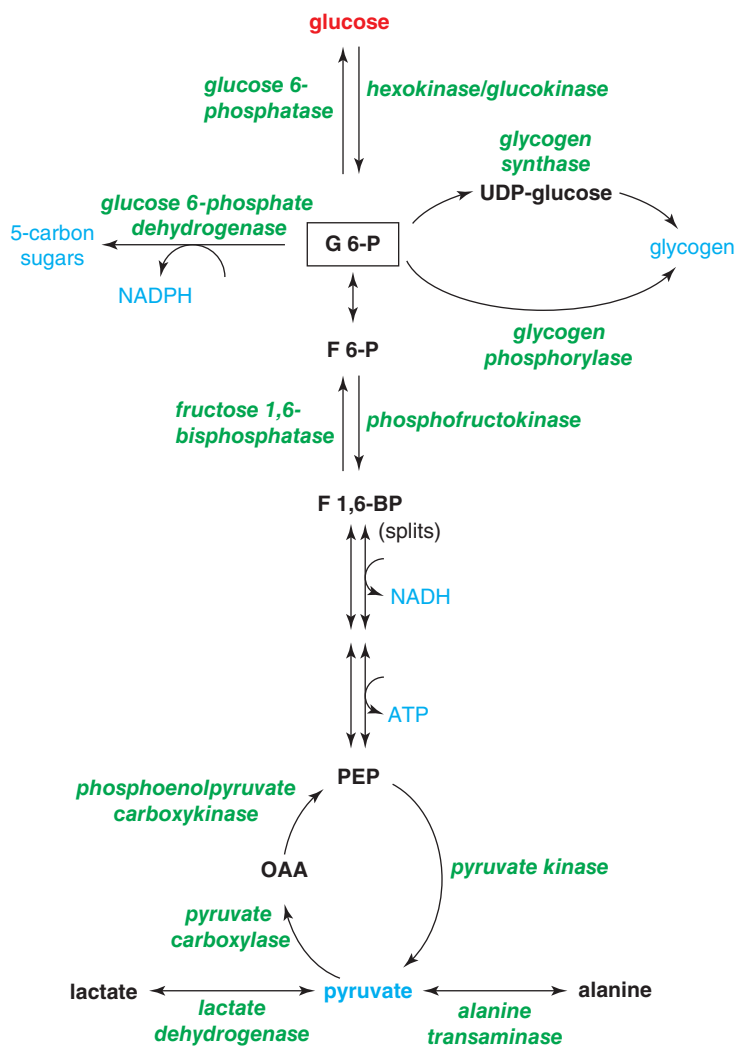 glucose
glucose 6-
phosphatase
hexokinase/glucokinase
glycogen
synthase
UDP-glucose
glucose 6-phosphate
dehydrogenase
5-carbon
sugars
G 6-P
glycogen
NADPH
glycogen
phosphorylase
F 6-P
fructose 1,6-
bisphosphatase
phosphofructokinase
F 1,6-BP
(splits)
NADH
ATP
PEP
phosphoenolpyruvate
carboxykinase
OAA
pyruvate kinase
pyruvate
carboxylase
lactate
pyruvate
alanine
lactate
dehydrogenase
alanine
transaminase